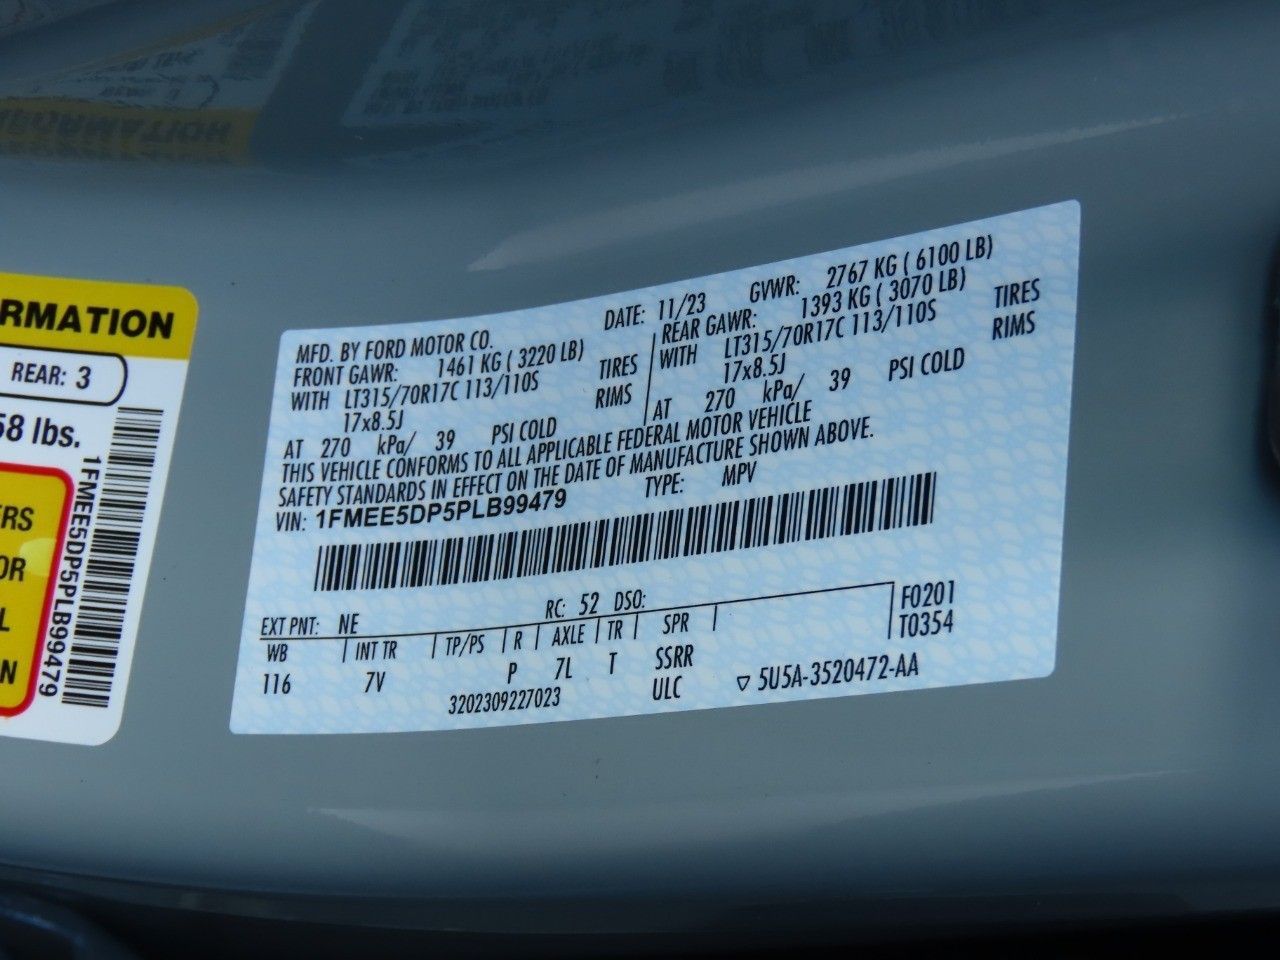 RMATION
REAR: 3
58 lbs.
ERS
OR
L
N
1FMEE5DP5PLB99479
MFD. BY FORD MOTOR CO.
DATE: 11/23
GVWR: 2767 KG ( 6100 LB)
FRONT GAWR: 1461 KG ( 3220 LB)
WITH LT315/70R17C 113/110S TIRES
17x8.5J RIMS
AT 270 kPa/ 39 PSI COLD
REAR GAWR: 1393 KG ( 3070 LB)
WITH LT315/70R17C 113/110S TIRES
17x8.5J RIMS
AT 270 kPa/ 39 PSI COLD
THIS VEHICLE CONFORMS TO ALL APPLICABLE FEDERAL MOTOR VEHICLE
SAFETY STANDARDS IN EFFECT ON THE DATE OF MANUFACTURE SHOWN ABOVE.
VIN: 1FMEE5DP5PLB99479
TYPE: MPV
EXT PNT: NE RC: 52 DSO:
WB INT TR TP/PS R AXLE TR SPR
116 7V P 7L T SSRR
F0201
T0354
3202309227023 ULC ▽ 5U5A-3520472-AA